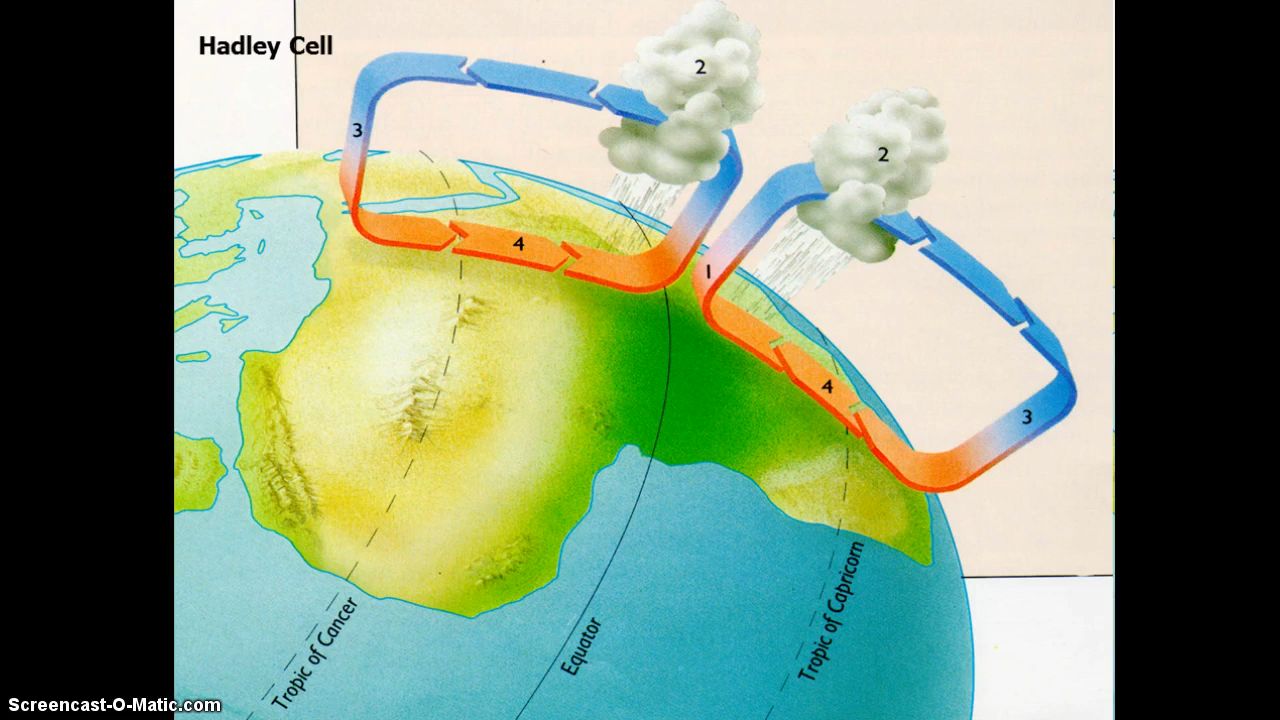 Hadley Cell
2
2
3
1
4
4
3
Tropic of Cancer
Equator
Tropic of Capricorn
Screencast-O-Matic.com